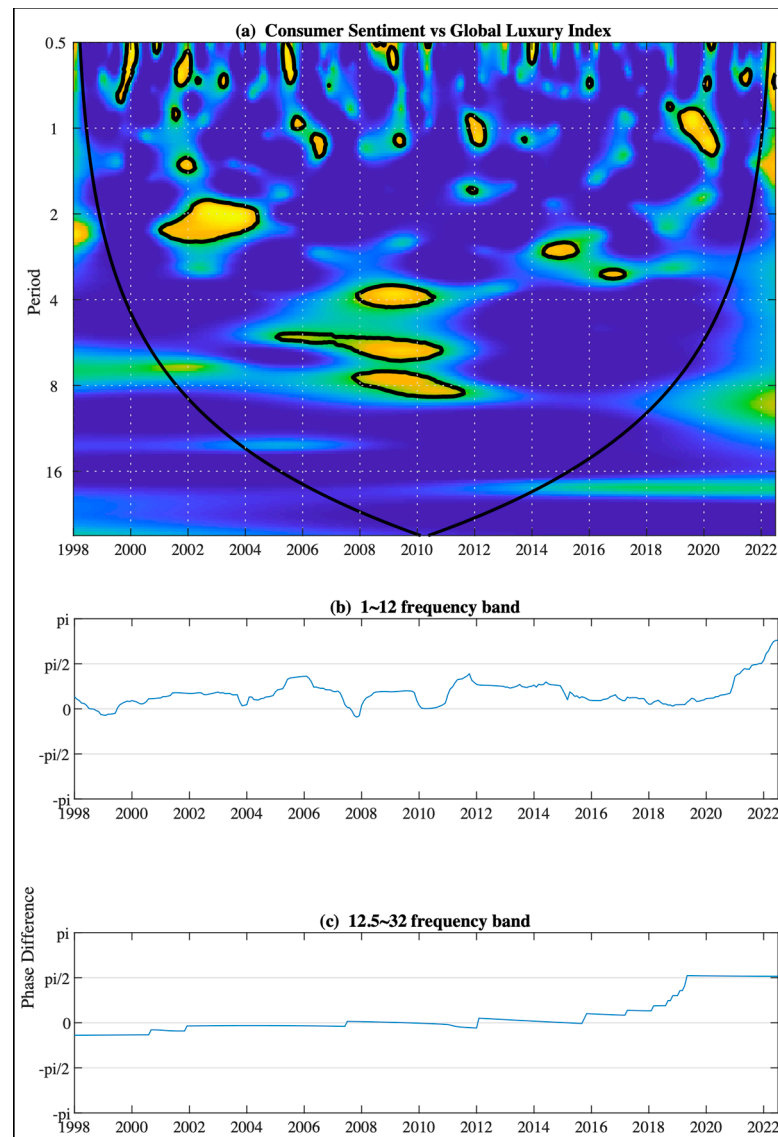 (a) Consumer Sentiment vs Global Luxury Index
Period
0.5
1
2
4
8
16
1998 2000 2002 2004 2006 2008 2010 2012 2014 2016 2018 2020 2022
(b) 1~12 frequency band
pi
pi/2
0
-pi/2
-pi
1998 2000 2002 2004 2006 2008 2010 2012 2014 2016 2018 2020 2022
Phase Difference
(c) 12.5~32 frequency band
pi
pi/2
0
-pi/2
-pi
1998 2000 2002 2004 2006 2008 2010 2012 2014 2016 2018 2020 2022